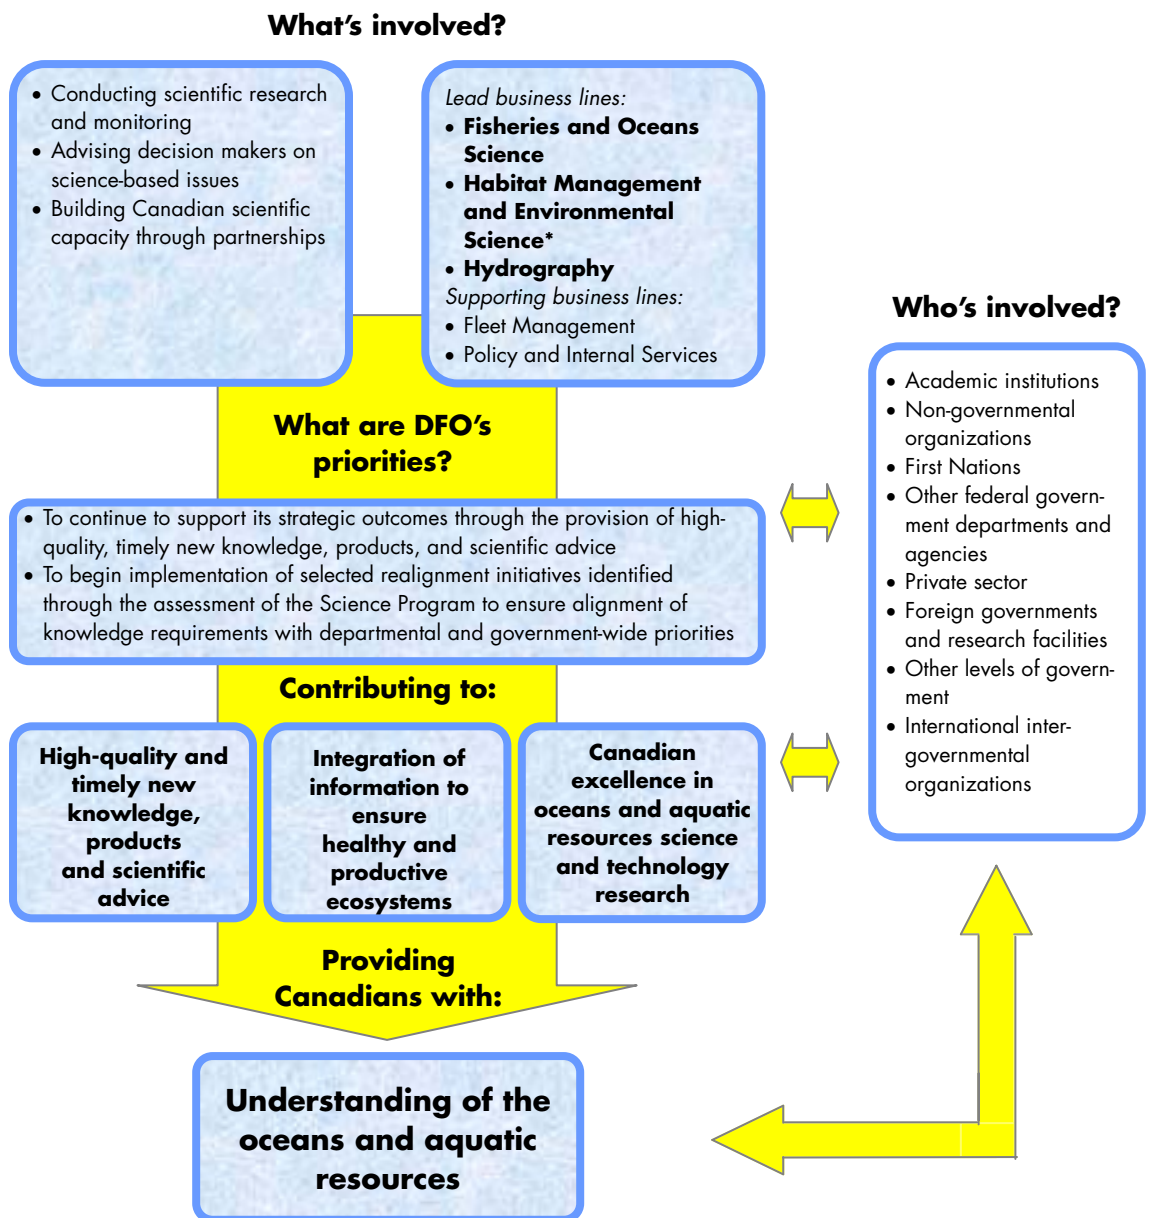 What's involved?
• Conducting scientific research
and monitoring
• Advising decision makers on
science-based issues
• Building Canadian scientific
capacity through partnerships
Lead business lines:
• Fisheries and Oceans
Science
• Habitat Management
and Environmental
Science*
• Hydrography
Supporting business lines:
• Fleet Management
• Policy and Internal Services
What are DFO's
priorities?
• To continue to support its strategic outcomes through the provision of high-
quality, timely new knowledge, products, and scientific advice
• To begin implementation of selected realignment initiatives identified
through the assessment of the Science Program to ensure alignment of
knowledge requirements with departmental and government-wide priorities
Contributing to:
High-quality and
timely new
knowledge,
products
and scientific
advice
Integration of
information to
ensure
healthy and
productive
ecosystems
Canadian
excellence in
oceans and aquatic
resources science
and technology
research
Providing
Canadians with:
Understanding of the
oceans and aquatic
resources
Who's involved?
• Academic institutions
• Non-governmental
organizations
• First Nations
• Other federal govern-
ment departments and
agencies
• Private sector
• Foreign governments
and research facilities
• Other levels of govern-
ment
• International inter-
governmental
organizations